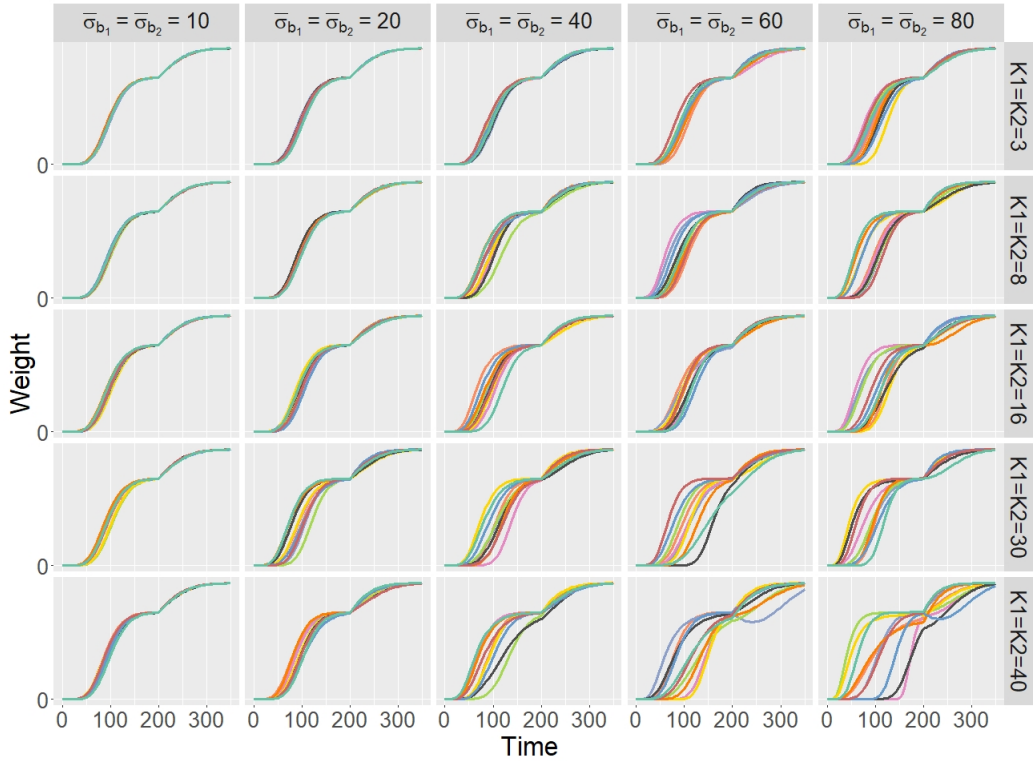 σ̅b₁ = σ̅b₂ = 10
σ̅b₁ = σ̅b₂ = 20
σ̅b₁ = σ̅b₂ = 40
σ̅b₁ = σ̅b₂ = 60
σ̅b₁ = σ̅b₂ = 80
K1=K2=3
K1=K2=8
K1=K2=16
K1=K2=30
K1=K2=40
Weight
0
0
0
0
0
0 100 200 300
0 100 200 300
0 100 200 300
0 100 200 300
0 100 200 300
Time